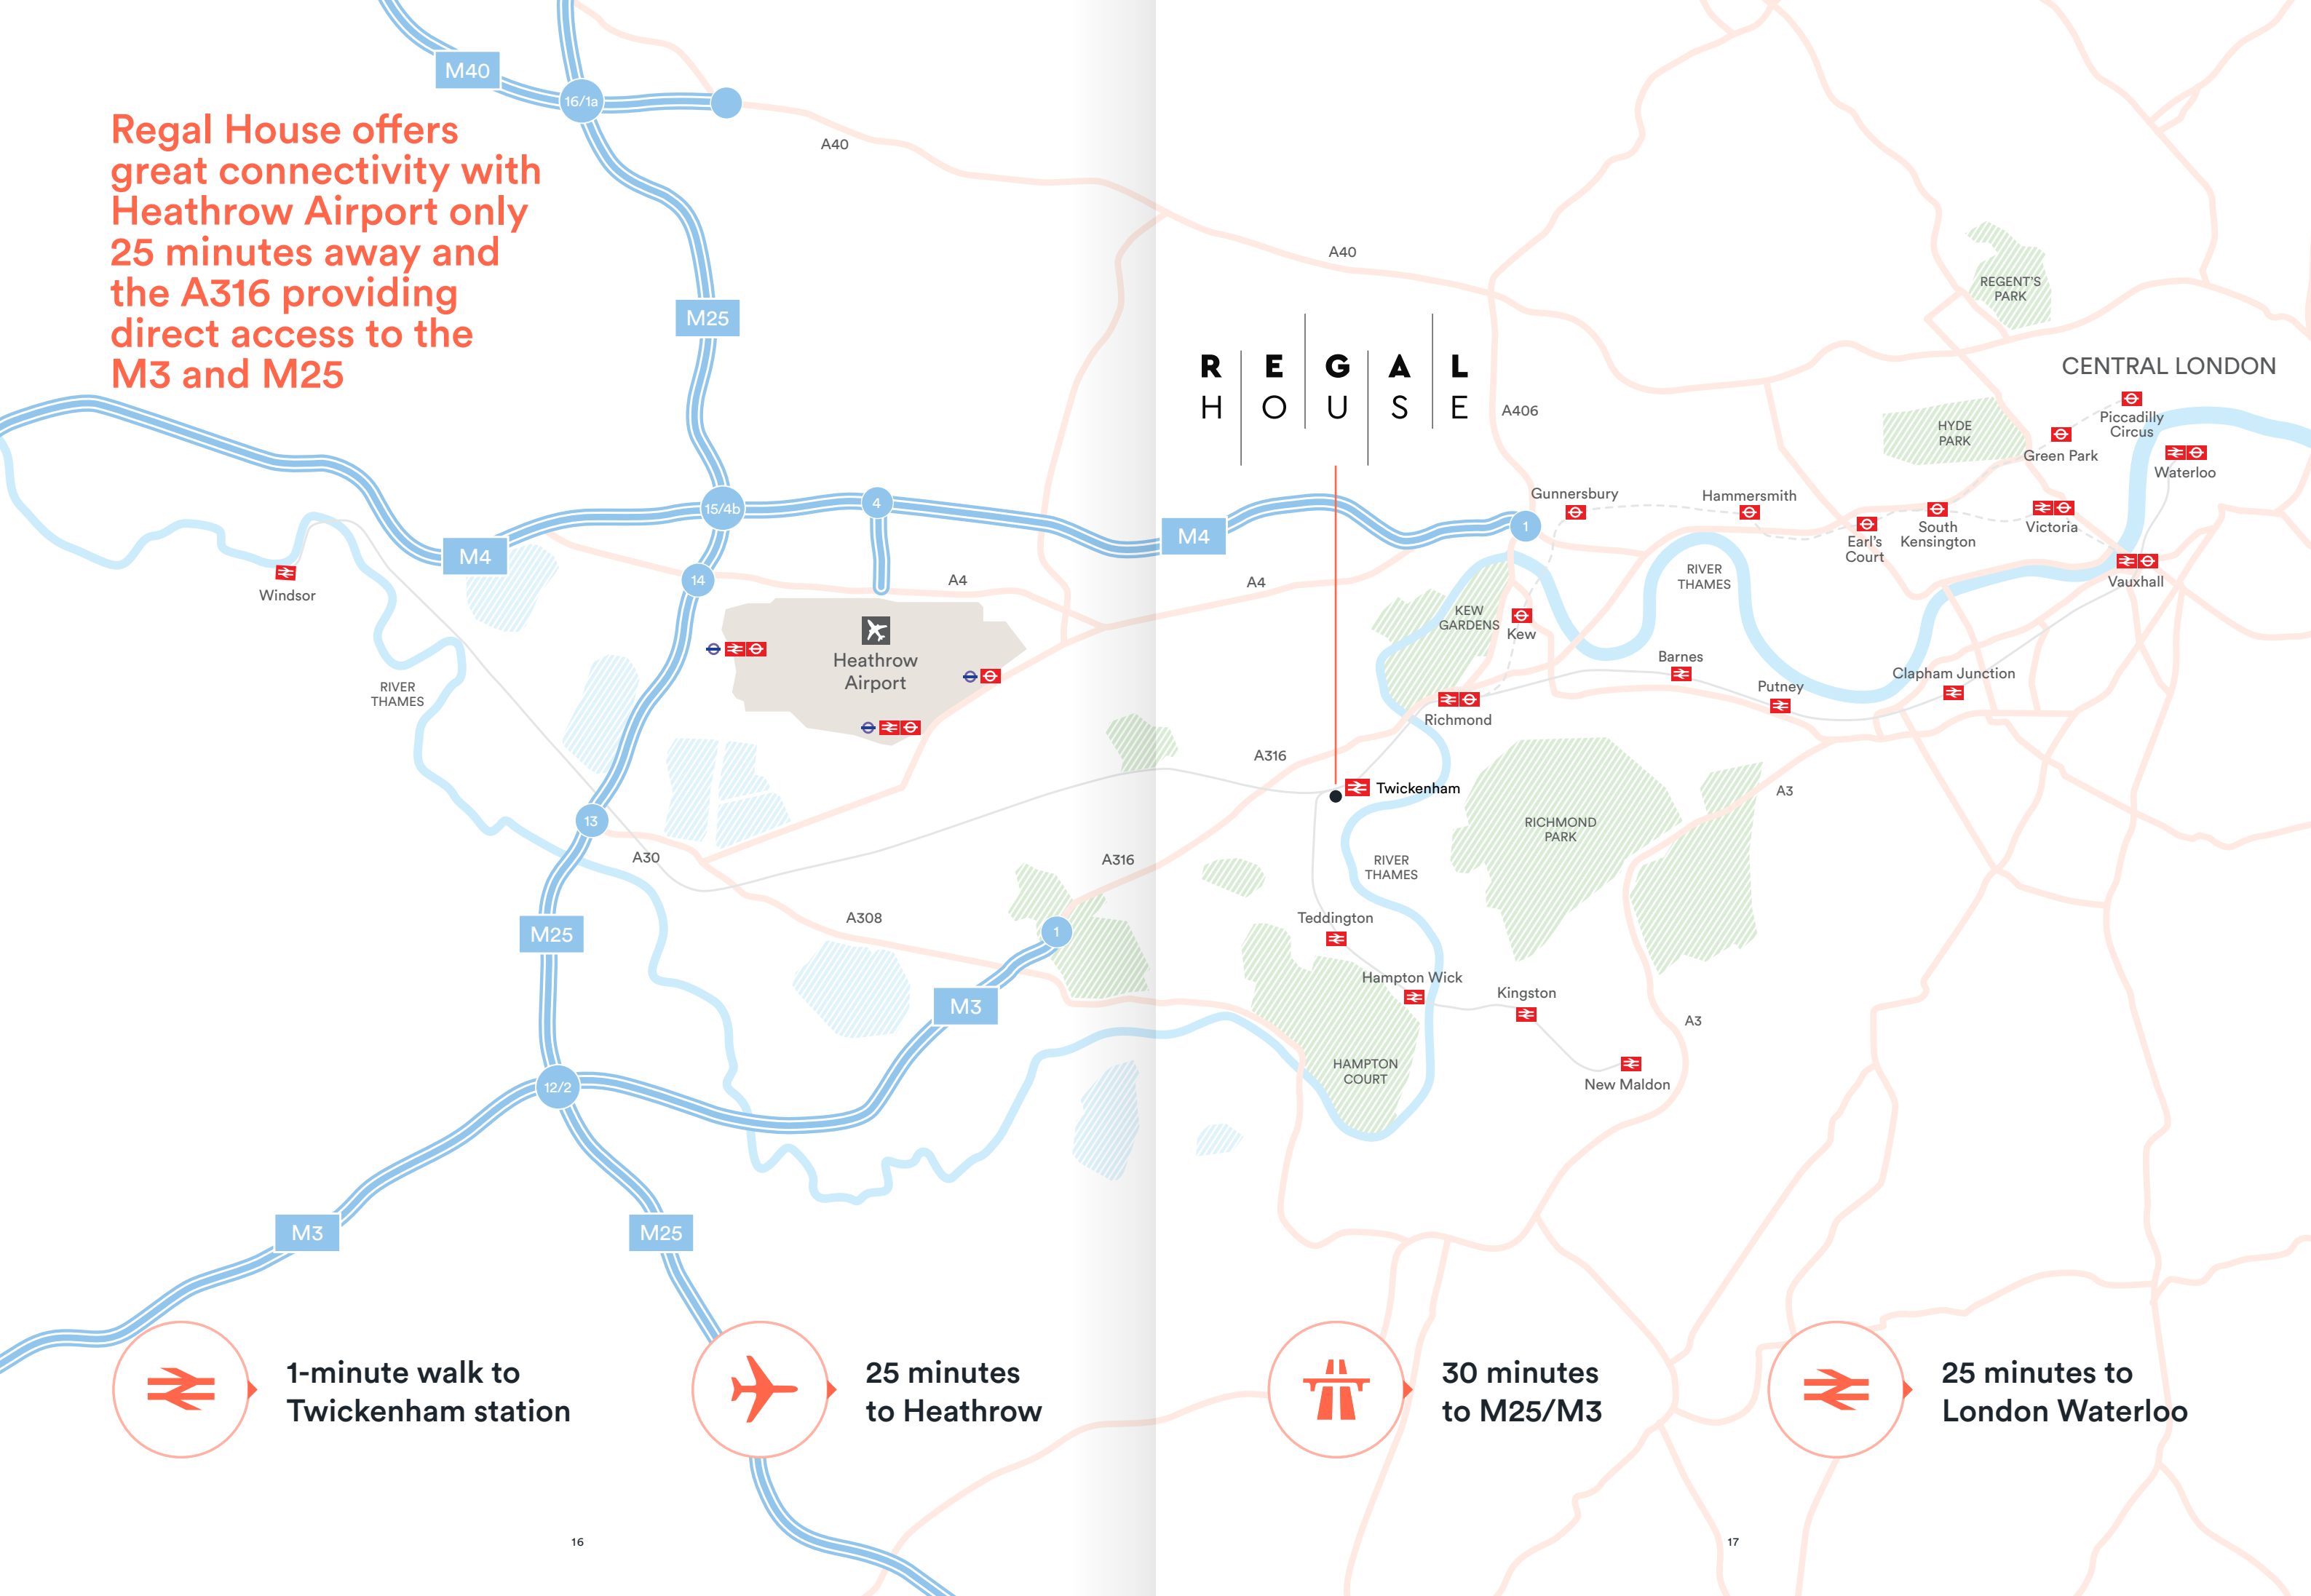 M40
16/1a
Regal House offers
great connectivity with
Heathrow Airport only
25 minutes away and
the A316 providing
direct access to the
M3 and M25
A40
M25
15/4b
4
M4
14
A4
Windsor
Heathrow
Airport
RIVER
THAMES
13
A30
A308
A316
M25
1
M3
12/2
M3
M25
1-minute walk to
Twickenham station
25 minutes
to Heathrow
16
A40
REGENT'S
PARK
REGAL
HOUSE
CENTRAL LONDON
A406
HYDE
PARK
Piccadilly
Circus
Green Park
Waterloo
M4
1
Gunnersbury
Hammersmith
Earl's
Court
South
Kensington
Victoria
Vauxhall
A4
RIVER
THAMES
KEW
GARDENS
Kew
Barnes
Putney
Clapham Junction
Richmond
A316
Twickenham
A3
RICHMOND
PARK
RIVER
THAMES
Teddington
Hampton Wick
Kingston
A3
HAMPTON
COURT
New Maldon
30 minutes
to M25/M3
25 minutes to
London Waterloo
17